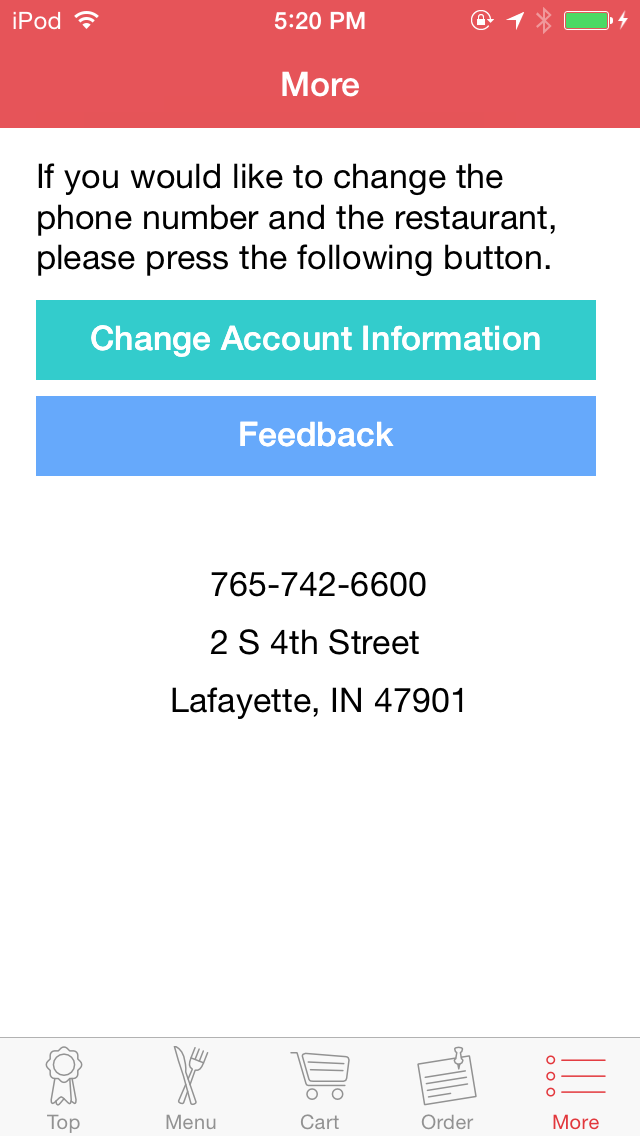 iPod 5:20 PM
More
If you would like to change the
phone number and the restaurant,
please press the following button.
Change Account Information
Feedback
765-742-6600
2 S 4th Street
Lafayette, IN 47901
Top Menu Cart Order More